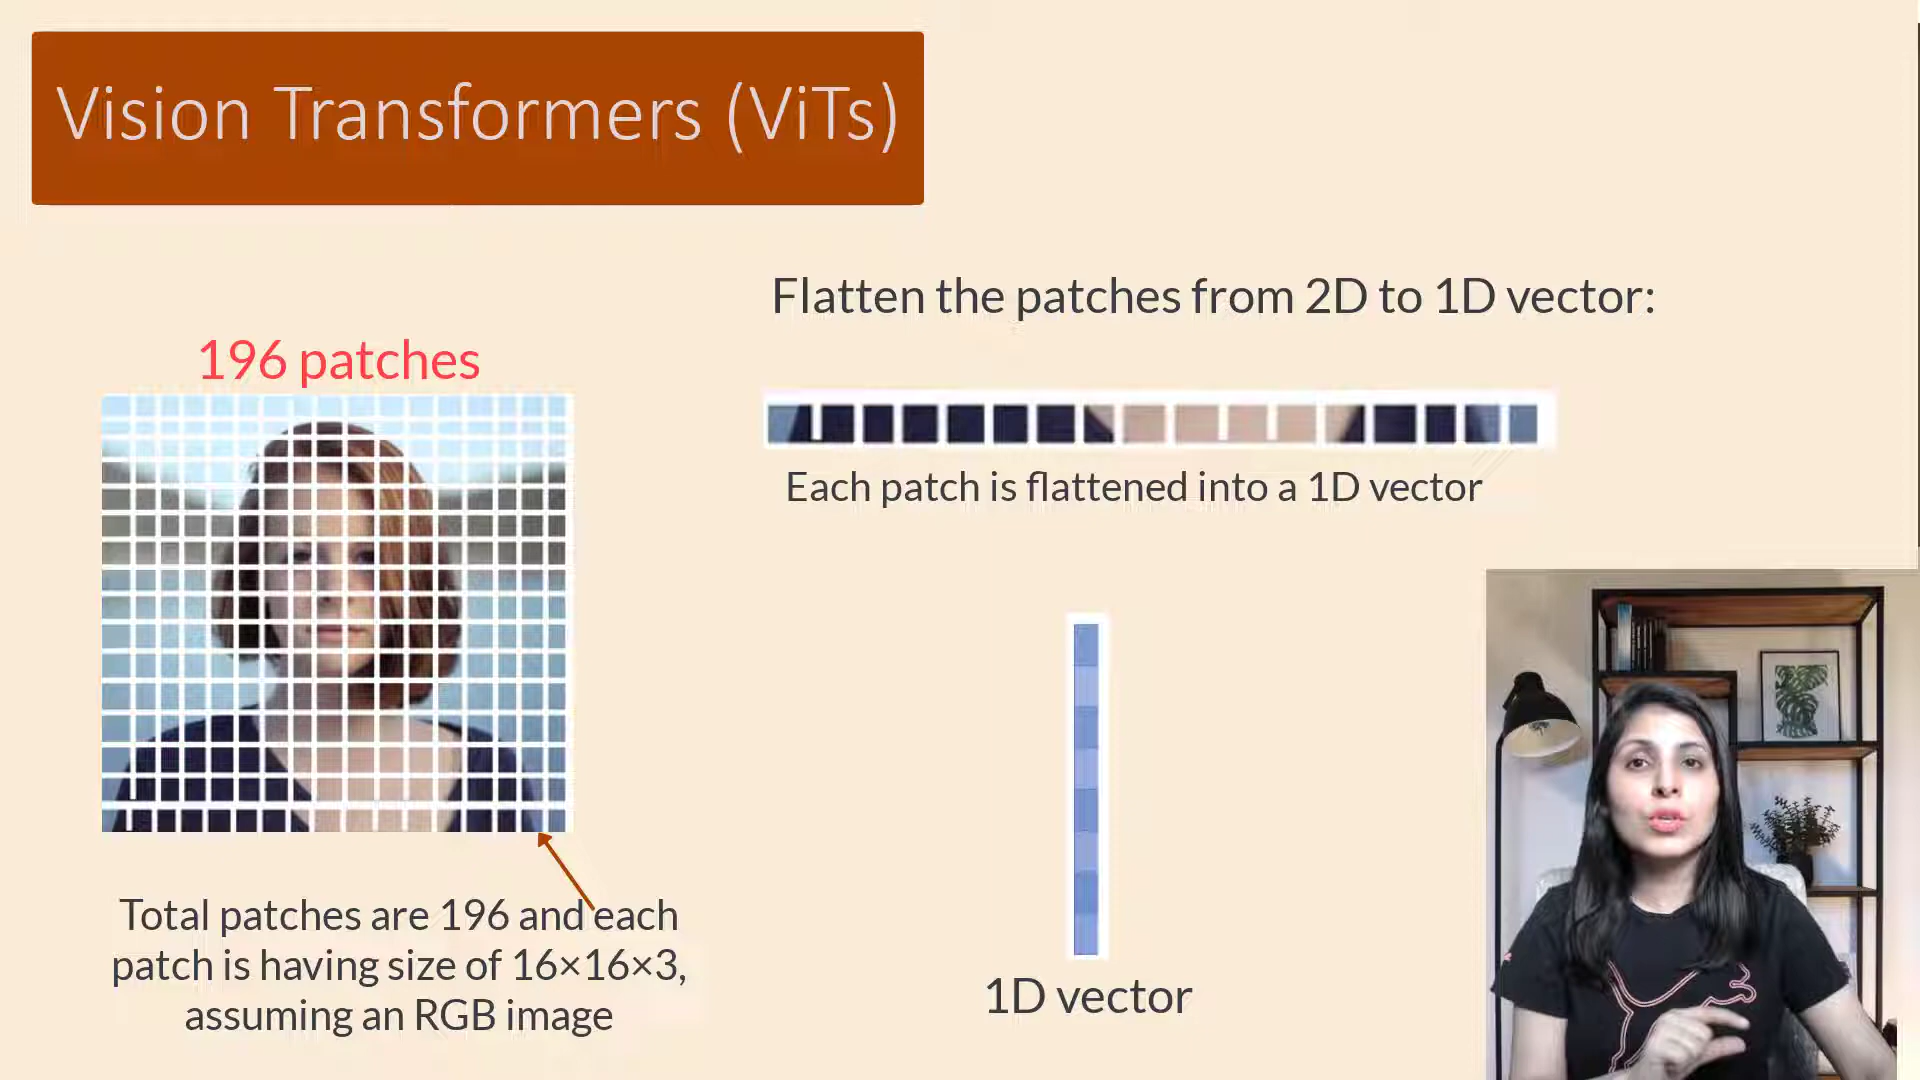 Vision Transformers (ViTs)
Flatten the patches from 2D to 1D vector:
196 patches
Each patch is flattened into a 1D vector
Total patches are 196 and each
patch is having size of 16×16×3,
assuming an RGB image
1D vector